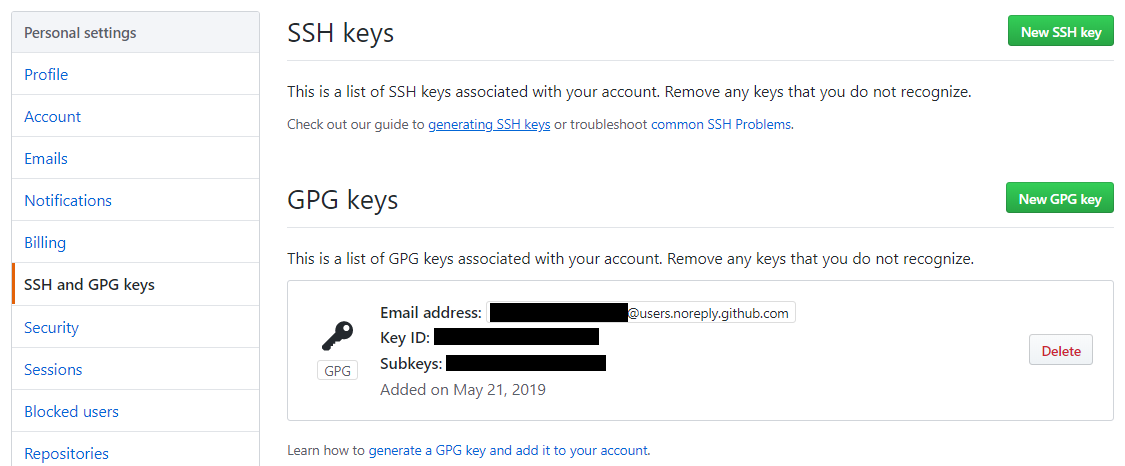 Personal settings
Profile
Account
Emails
Notifications
Billing
SSH and GPG keys
Security
Sessions
Blocked users
Repositories
SSH keys
New SSH key
This is a list of SSH keys associated with your account. Remove any keys that you do not recognize.
Check out our guide to generating SSH keys or troubleshoot common SSH Problems.
GPG keys
New GPG key
This is a list of GPG keys associated with your account. Remove any keys that you do not recognize.
Email address: @users.noreply.github.com
Key ID:
Subkeys:
Added on May 21, 2019
GPG
Delete
Learn how to generate a GPG key and add it to your account.